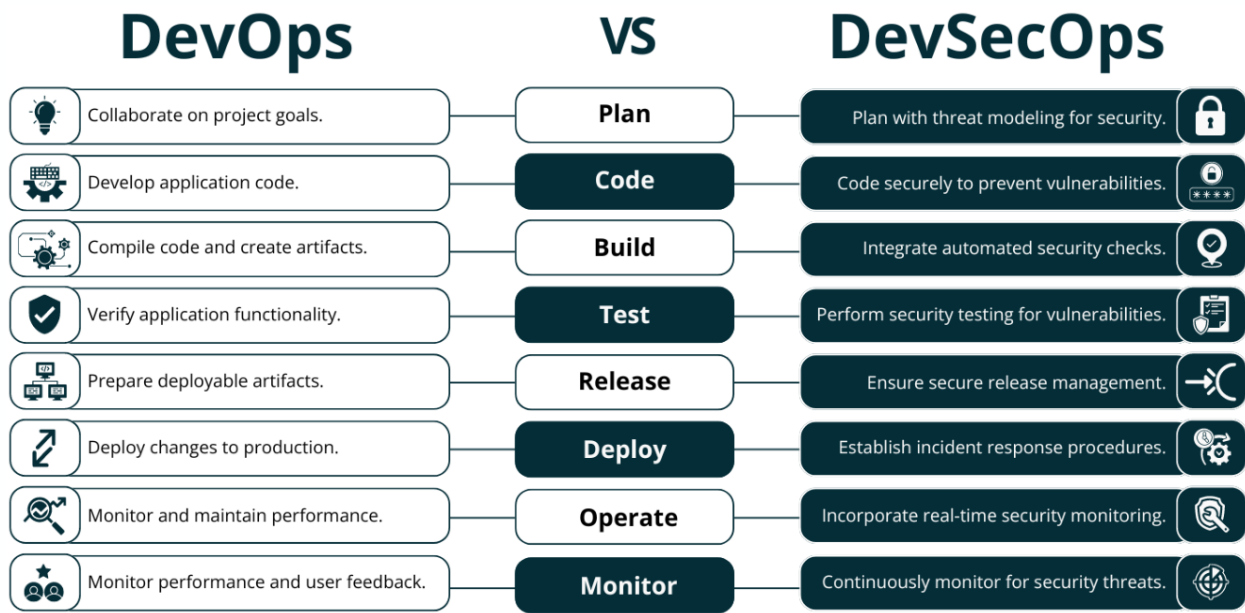 DevOps VS DevSecOps
Collaborate on project goals. Plan Plan with threat modeling for security.
Develop application code. Code Code securely to prevent vulnerabilities.
Compile code and create artifacts. Build Integrate automated security checks.
Verify application functionality. Test Perform security testing for vulnerabilities.
Prepare deployable artifacts. Release Ensure secure release management.
Deploy changes to production. Deploy Establish incident response procedures.
Monitor and maintain performance. Operate Incorporate real-time security monitoring.
Monitor performance and user feedback. Monitor Continuously monitor for security threats.